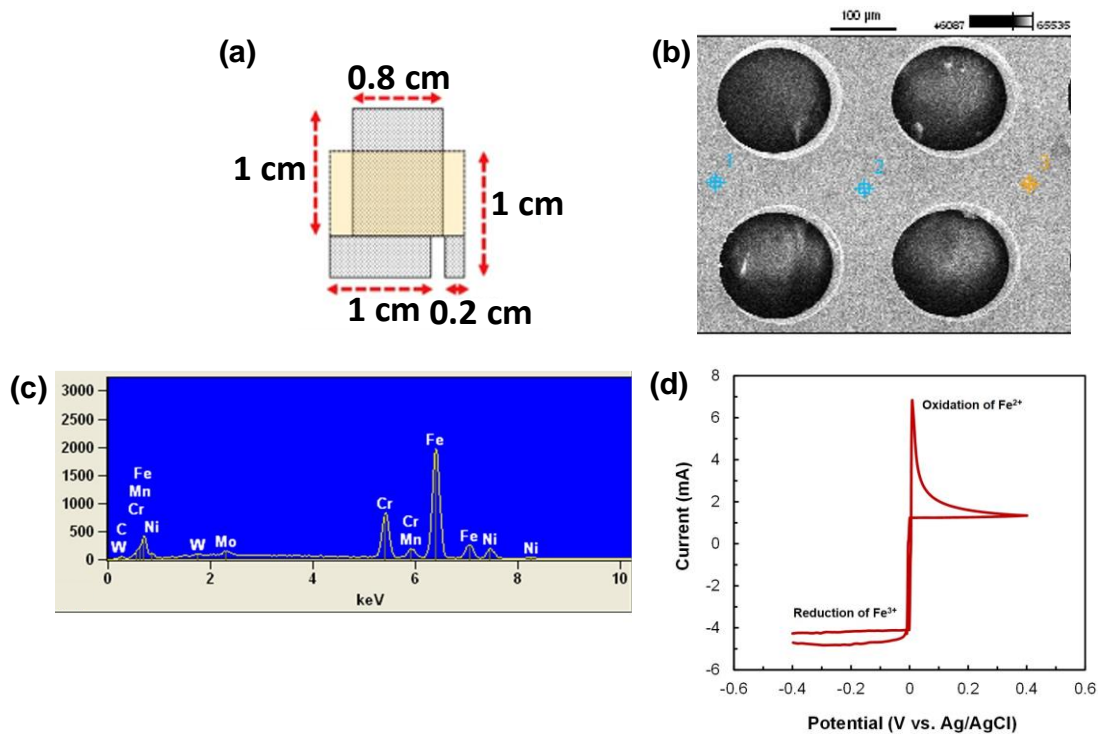 (a)
0.8 cm
1 cm
1 cm
1 cm 0.2 cm
(b)
100 µm
46087
65535
1
2
3
(c)
3000
2500
2000
1500
1000
500
0
Fe
Mn
Cr
C
Ni
W
W
Mo
Cr
Cr
Mn
Fe
Fe
Ni
Ni
0 2 4 6 8 10
keV
(d)
8
6
4
2
0
-2
-4
-6
Current (mA)
Oxidation of Fe²⁺
Reduction of Fe³⁺
-0.6 -0.4 -0.2 0 0.2 0.4 0.6
Potential (V vs. Ag/AgCl)